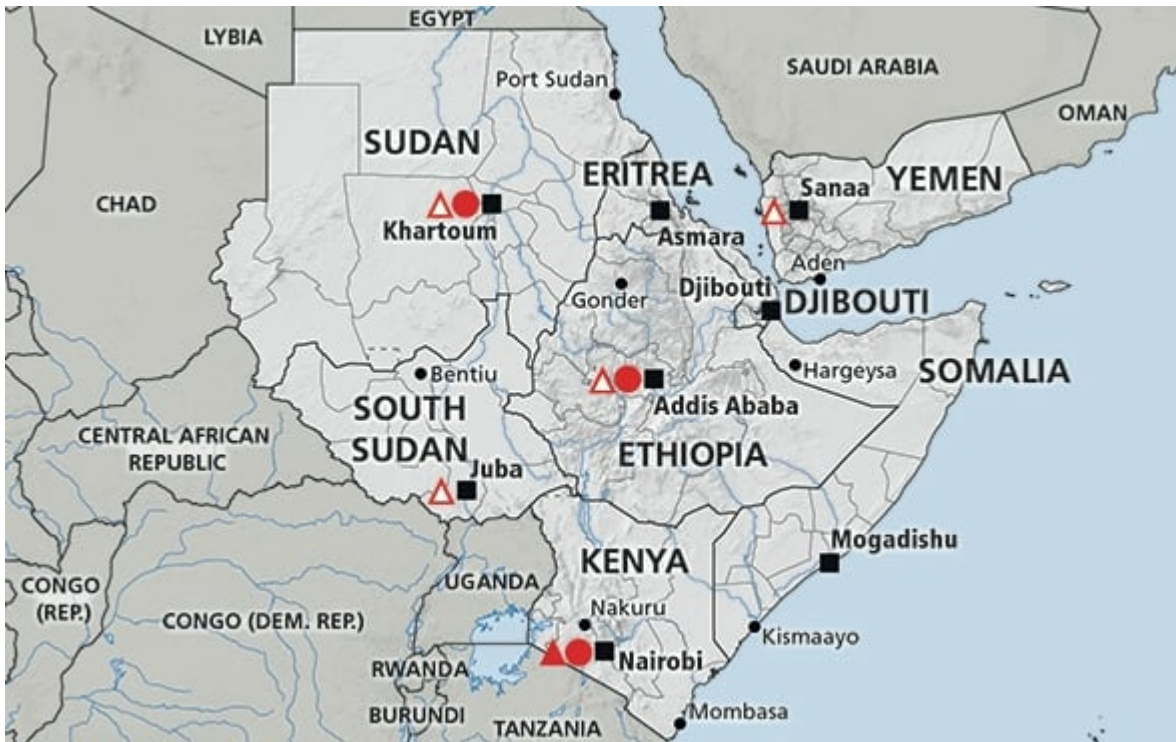 EGYPT
LYBIA
SAUDI ARABIA
Port Sudan
OMAN
SUDAN
ERITREA
Sanaa
YEMEN
CHAD
Khartoum
Asmara
Aden
Djibouti
Gonder
DJIBOUTI
Bentiu
Hargeysa
SOMALIA
Addis Ababa
SOUTH
SUDAN
CENTRAL AFRICAN
REPUBLIC
ETHIOPIA
Juba
Mogadishu
KENYA
CONGO
(REP.)
UGANDA
Nakuru
CONGO (DEM. REP.)
Kismaayo
Nairobi
RWANDA
BURUNDI
TANZANIA
Mombasa